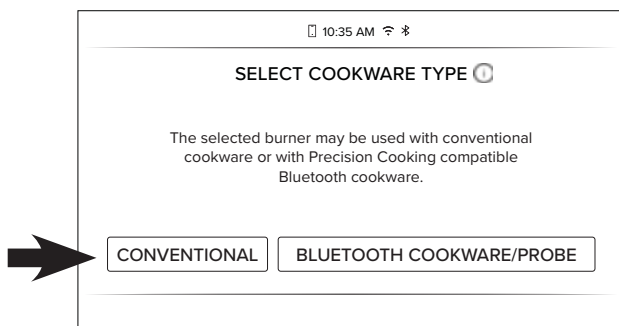 10:35 AM
SELECT COOKWARE TYPE
The selected burner may be used with conventional
cookware or with Precision Cooking compatible
Bluetooth cookware.
CONVENTIONAL
BLUETOOTH COOKWARE/PROBE